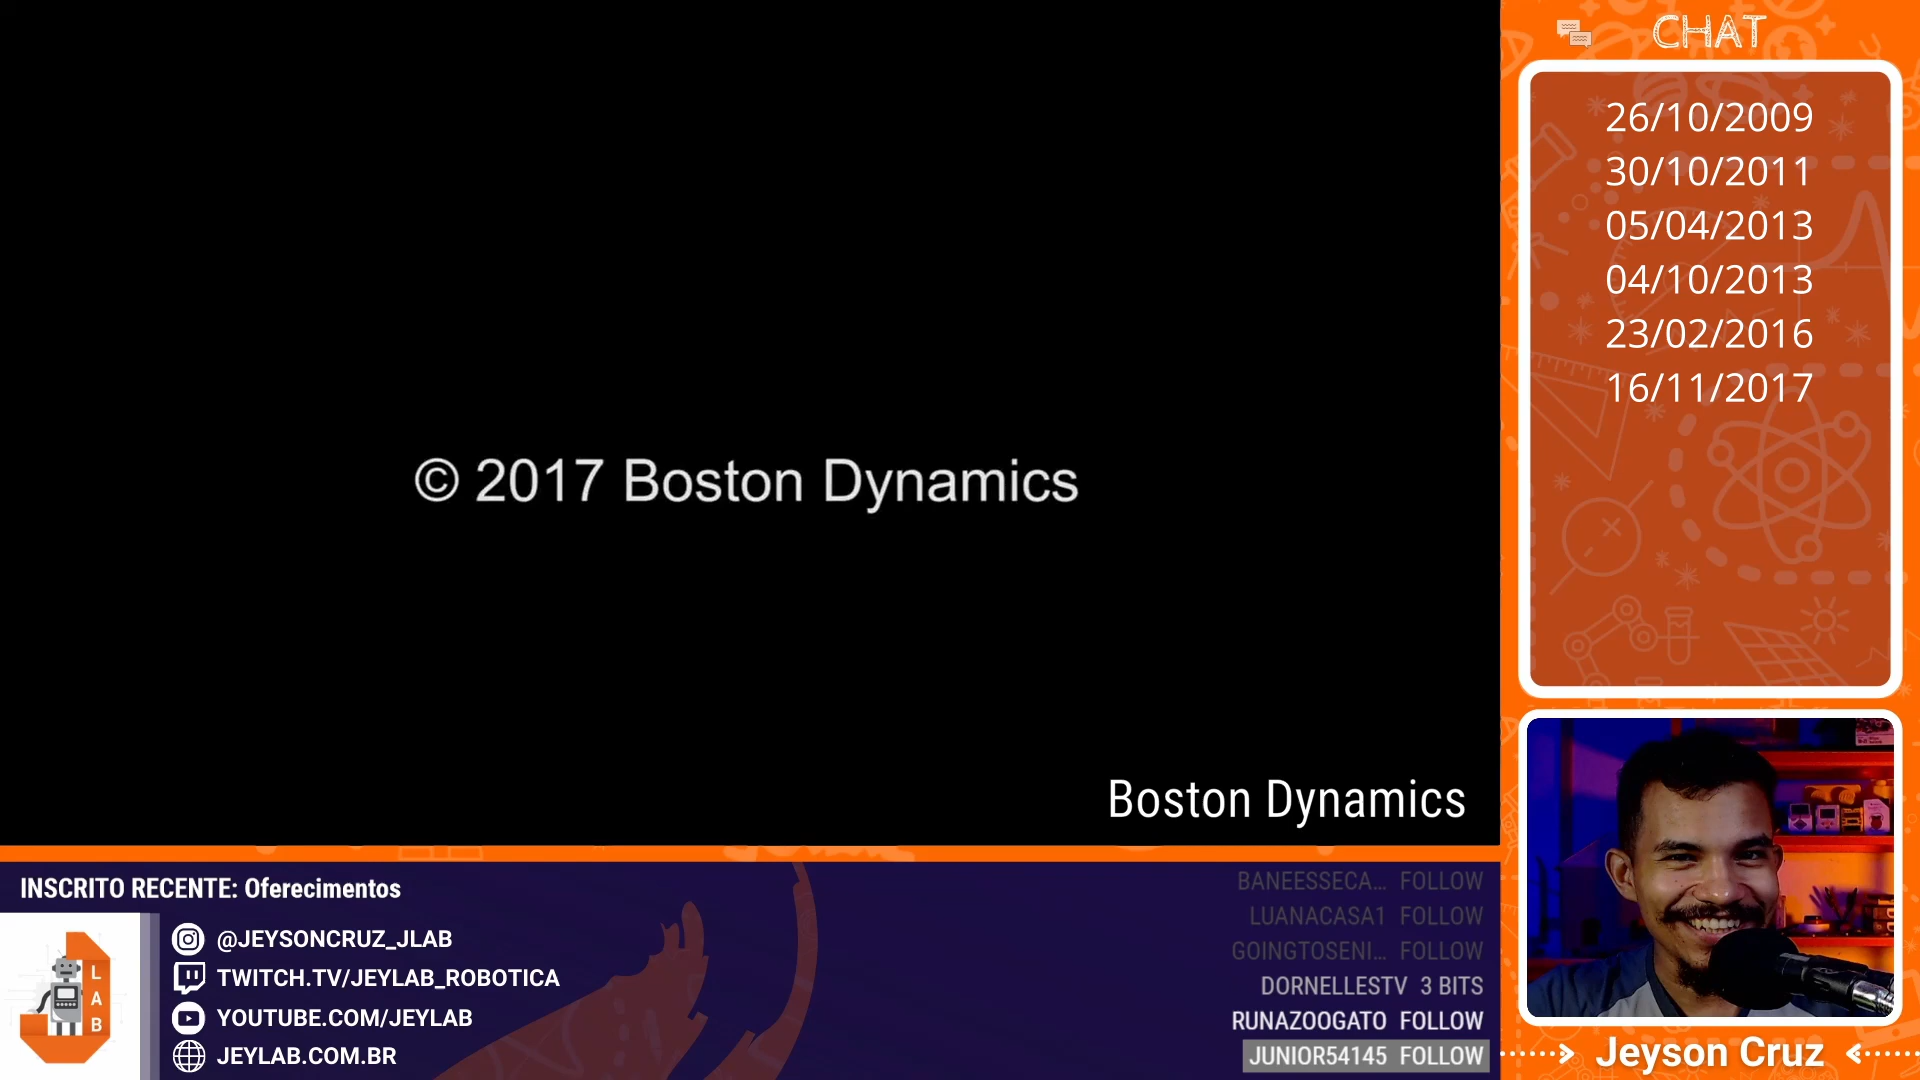 © 2017 Boston Dynamics
Boston Dynamics
CHAT
26/10/2009
30/10/2011
05/04/2013
04/10/2013
23/02/2016
16/11/2017
INSCRITO RECENTE: Oferecimentos
LAB
@JEYSONCRUZ_JLAB
TWITCH.TV/JEYLAB_ROBOTICA
YOUTUBE.COM/JEYLAB
JEYLAB.COM.BR
BANEESSECA... FOLLOW
LUANACASA1 FOLLOW
GOINGTOSENI... FOLLOW
DORNELLESTV 3 BITS
RUNAZOOGATO FOLLOW
JUNIOR54145 FOLLOW
Jeyson Cruz